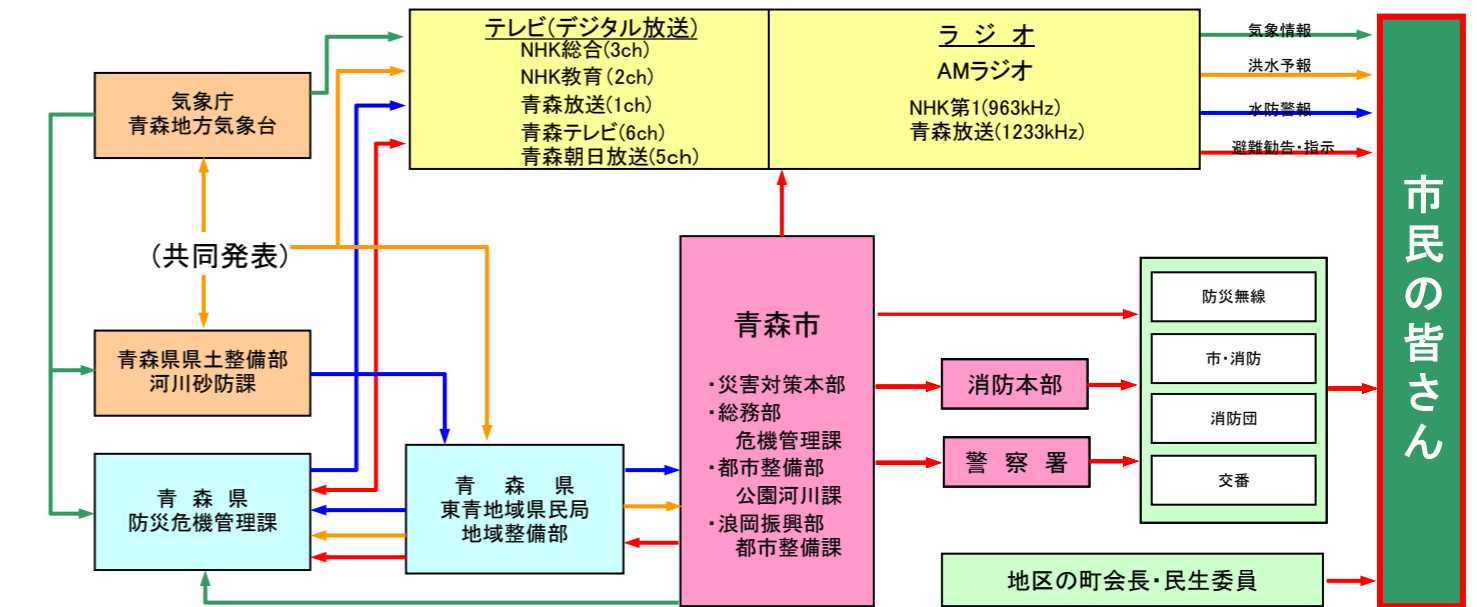 テレビ(デジタル放送)
NHK総合(3ch)
NHK教育(2ch)
青森放送(1ch)
青森テレビ(6ch)
青森朝日放送(5ch)
ラ ジ オ
AMラジオ
NHK第1(963kHz)
青森放送(1233kHz)
気象情報
洪水予報
水防警報
避難勧告・指示
市民の皆さん
気象庁
青森地方気象台
(共同発表)
青森県県土整備部
河川砂防課
青 森 県
防災危機管理課
青 森 県
東青地域県民局
地域整備部
青森市
・災害対策本部
・総務部
危機管理課
・都市整備部
公園河川課
・浪岡振興部
都市整備課
消防本部
警 察 署
防災無線
市・消防
消防団
交番
地区の町会長・民生委員